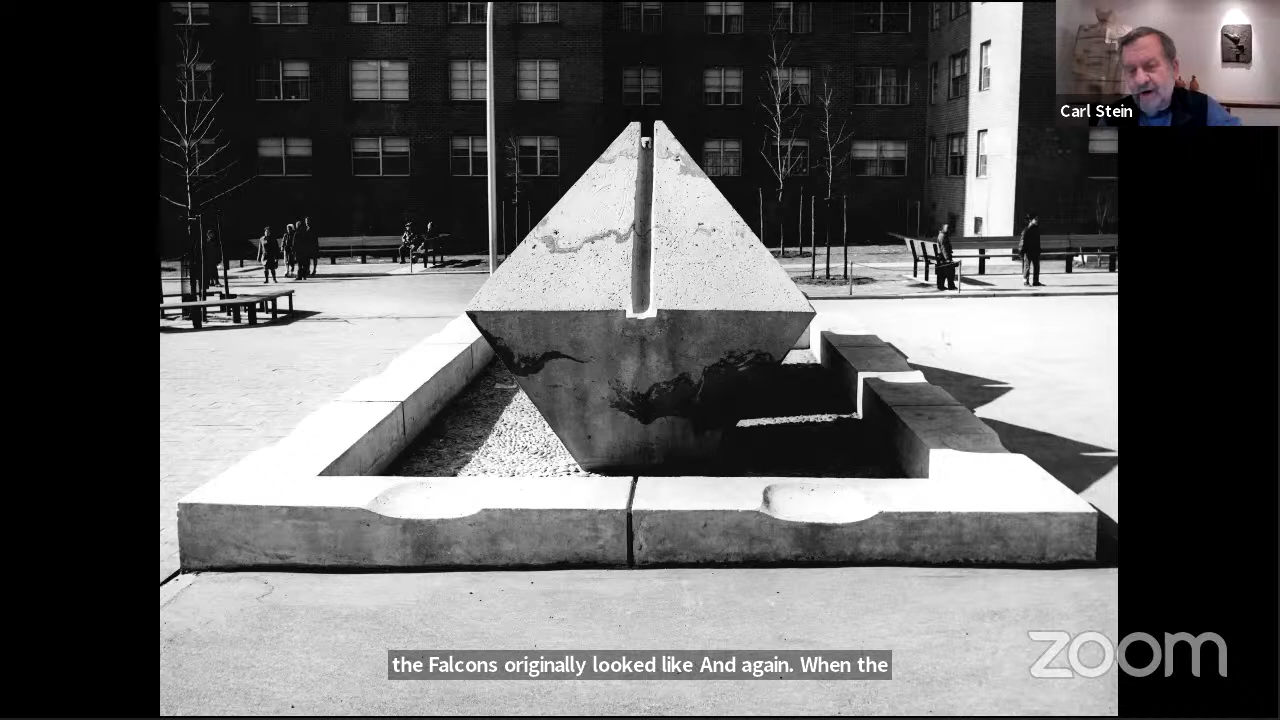 Carl Stein
the Falcons originally looked like And again. When the
zoom